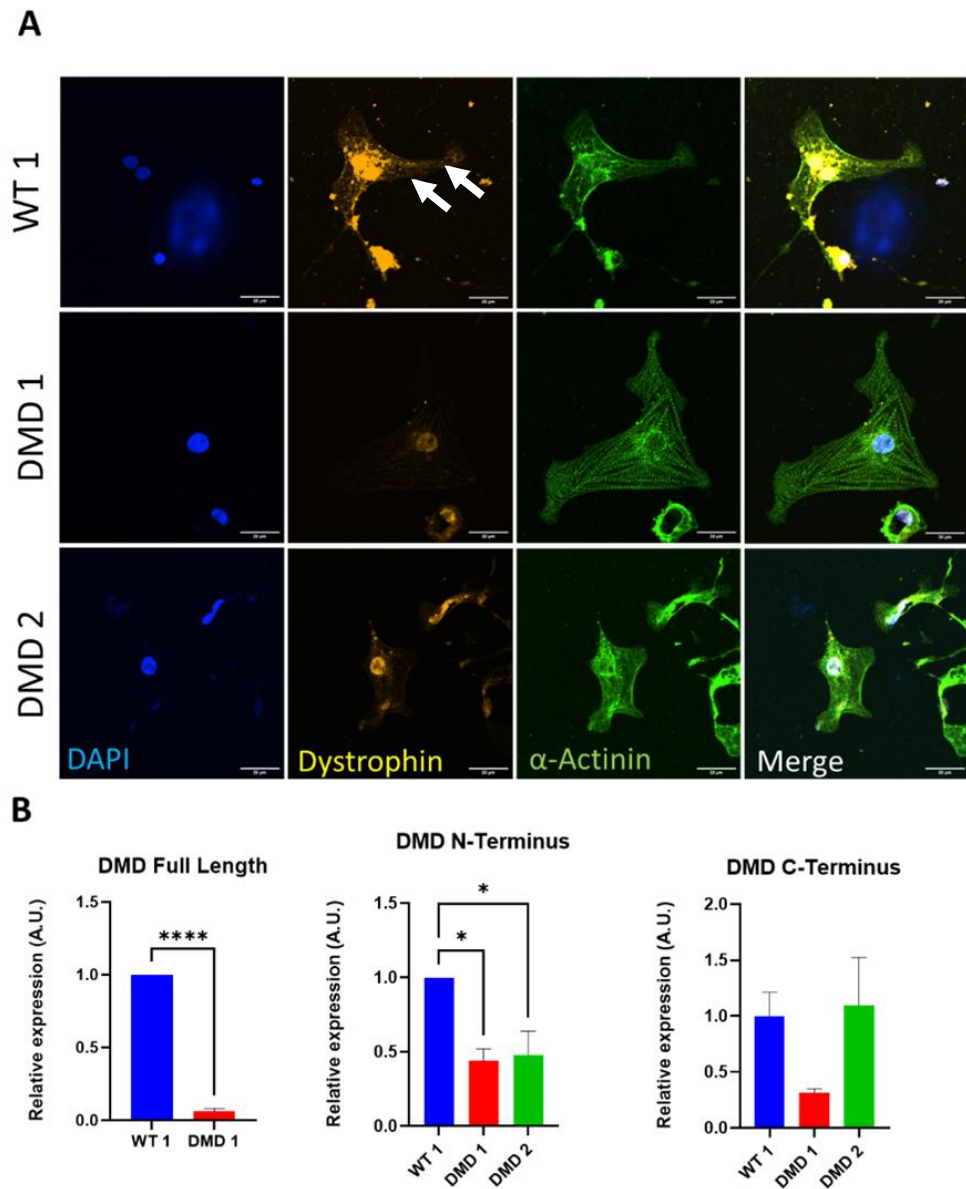 A
WT 1
DMD 1
DMD 2
DAPI
Dystrophin
α-Actinin
Merge
B
DMD Full Length
Relative expression (A.U.)
1.5
1.0
0.5
0.0
****
WT 1
DMD 1
DMD N-Terminus
Relative expression (A.U.)
1.5
1.0
0.5
0.0
*
*
WT 1
DMD 1
DMD 2
DMD C-Terminus
Relative expression (A.U.)
2.0
1.5
1.0
0.5
0.0
WT 1
DMD 1
DMD 2